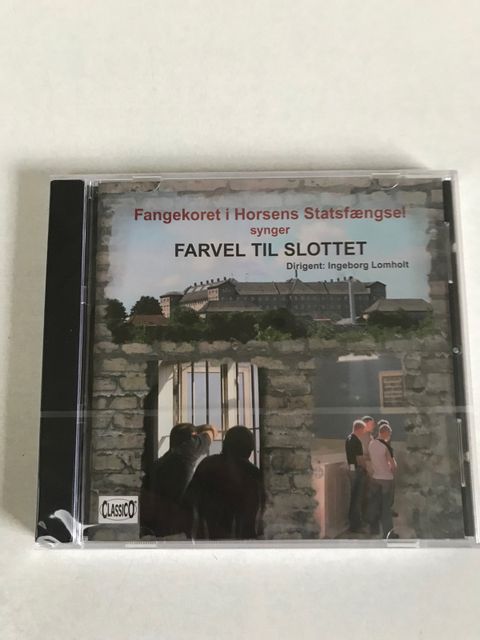 Fangekoret i Horsens Statsfængsel
synger
FARVEL TIL SLOTTET
Dirigent: Ingeborg Lomholt
CLASSICO